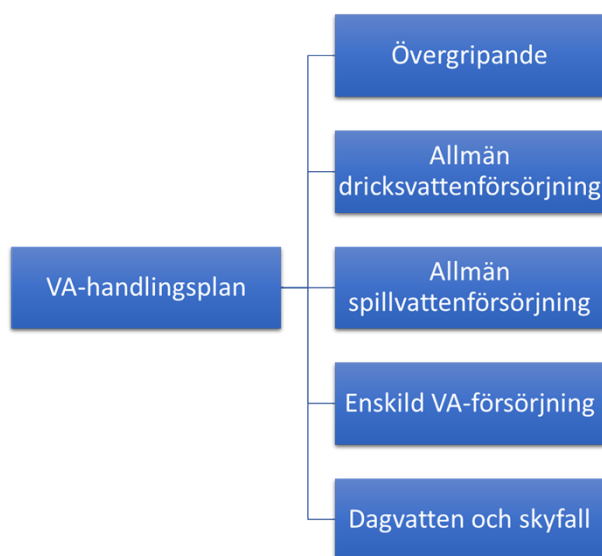 Övergripande
Allmän
dricksvattenförsörjning
VA-handlingsplan
Allmän
spillvattenförsörjning
Enskild VA-försörjning
Dagvatten och skyfall